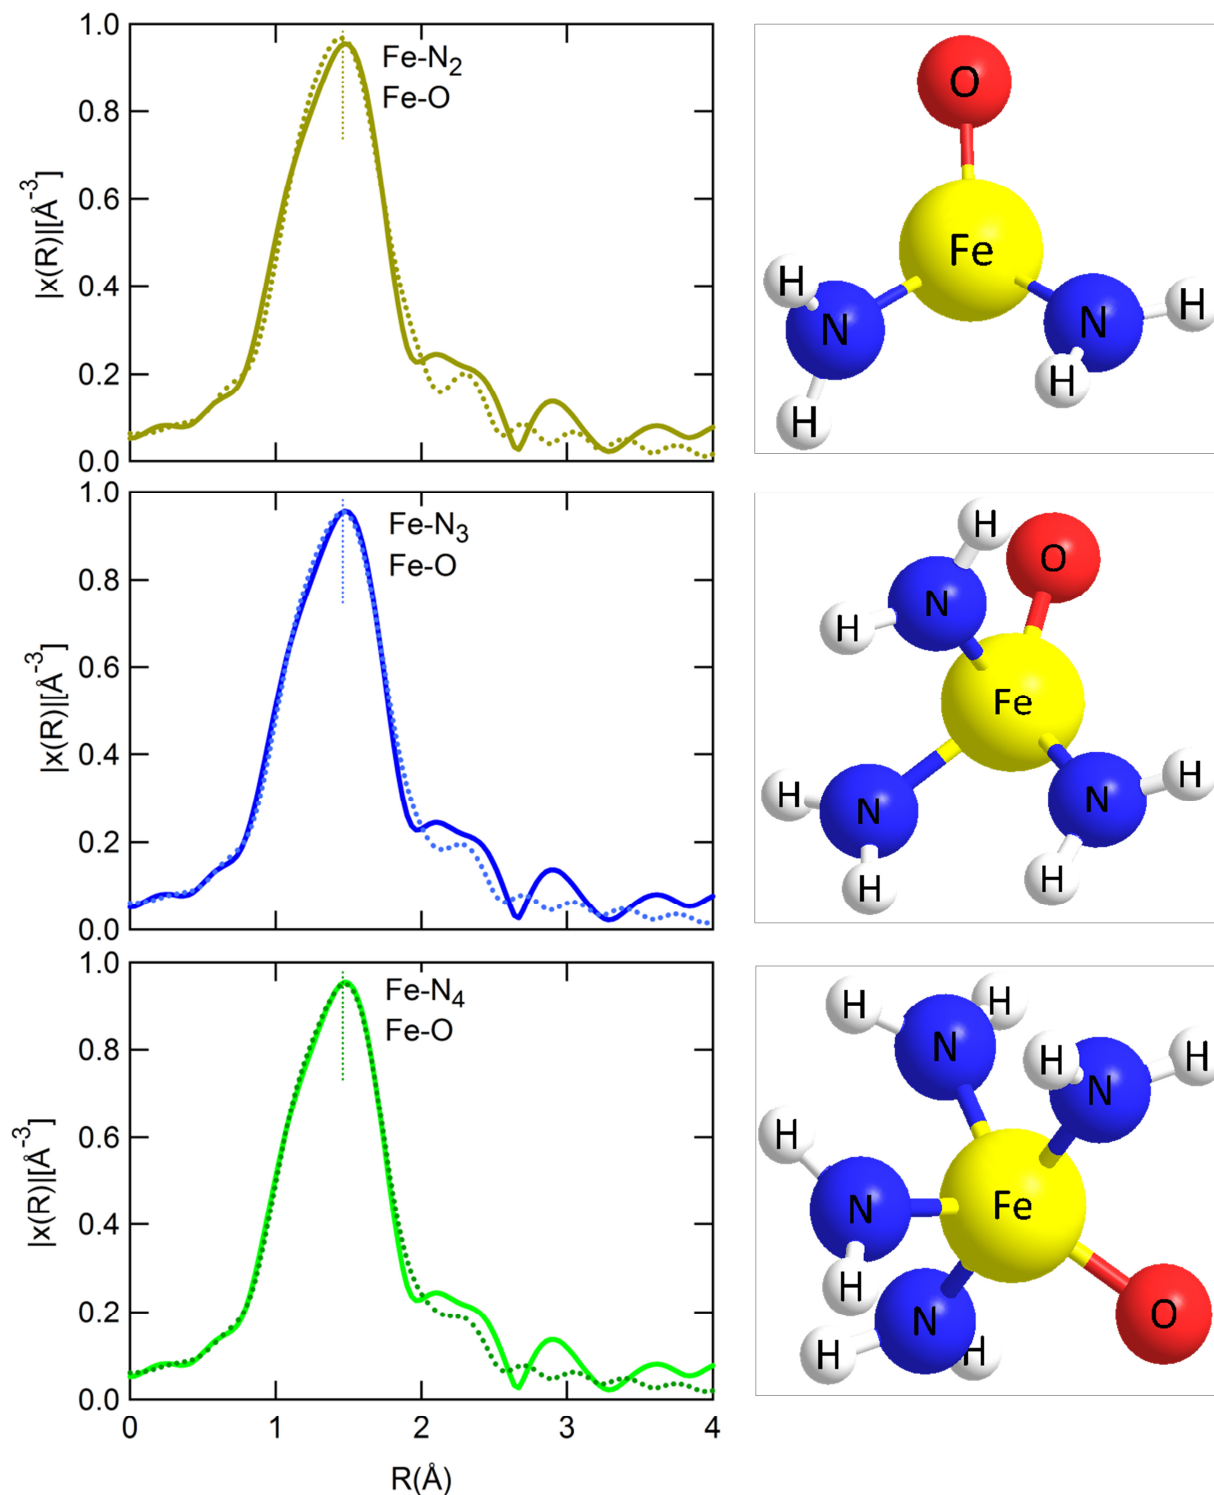 1.0
0.8
0.6
0.4
0.2
0.0
|x(R)|[Å⁻³]
Fe-N₂
Fe-O
O
Fe
H
N
H
N
H
H
1.0
0.8
0.6
0.4
0.2
0.0
|x(R)|[Å⁻³]
Fe-N₃
Fe-O
H
O
N
H
Fe
H
H
N
N
H
H
1.0
0.8
0.6
0.4
0.2
0.0
|x(R)|[Å⁻³]
Fe-N₄
Fe-O
H
H
N
H
H
N
H
N
Fe
H
N
O
H
H
0 1 2 3 4
R(Å)